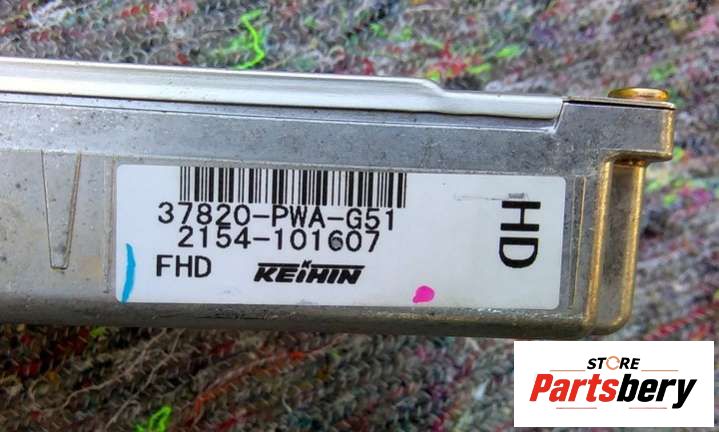 37820-PWA-G51
2154-101607
FHD KEIHIN
HD
STORE
Partsbery